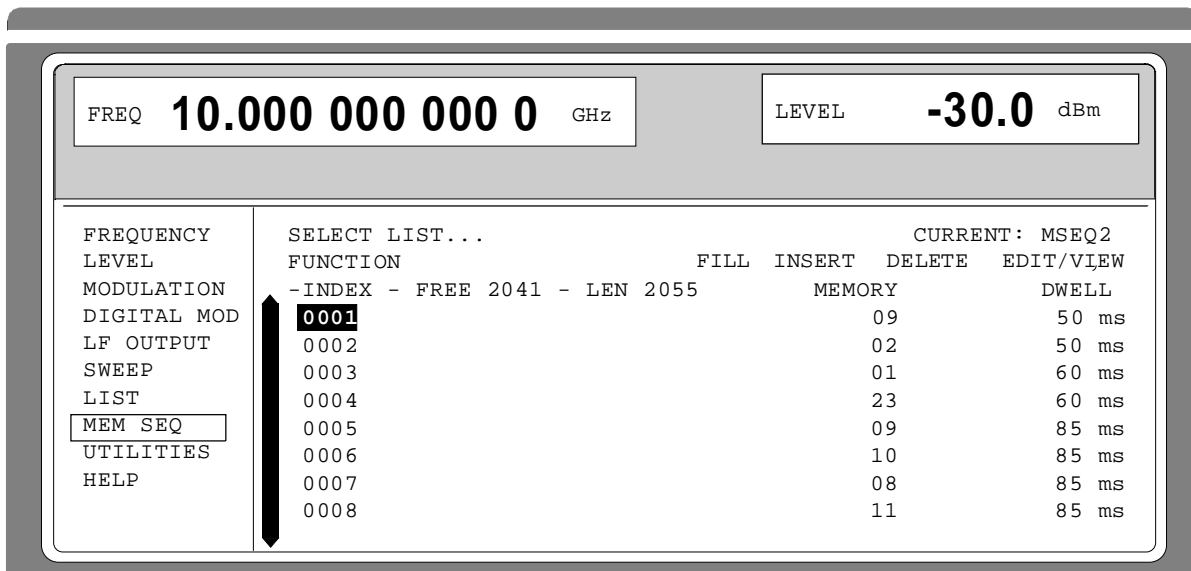 FREQ 10.000 000 000 0 GHz LEVEL -30.0 dBm
FREQUENCY SELECT LIST... CURRENT: MSEQ2
LEVEL FUNCTION FILL INSERT DELETE EDIT/VIEW
MODULATION -INDEX - FREE 2041 - LEN 2055 MEMORY DWELL
DIGITAL MOD 0001 09 50 ms
LF OUTPUT 0002 02 50 ms
SWEEP 0003 01 60 ms
LIST 0004 23 60 ms
MEM SEQ 0005 09 85 ms
UTILITIES 0006 10 85 ms
HELP 0007 08 85 ms
0008 11 85 ms